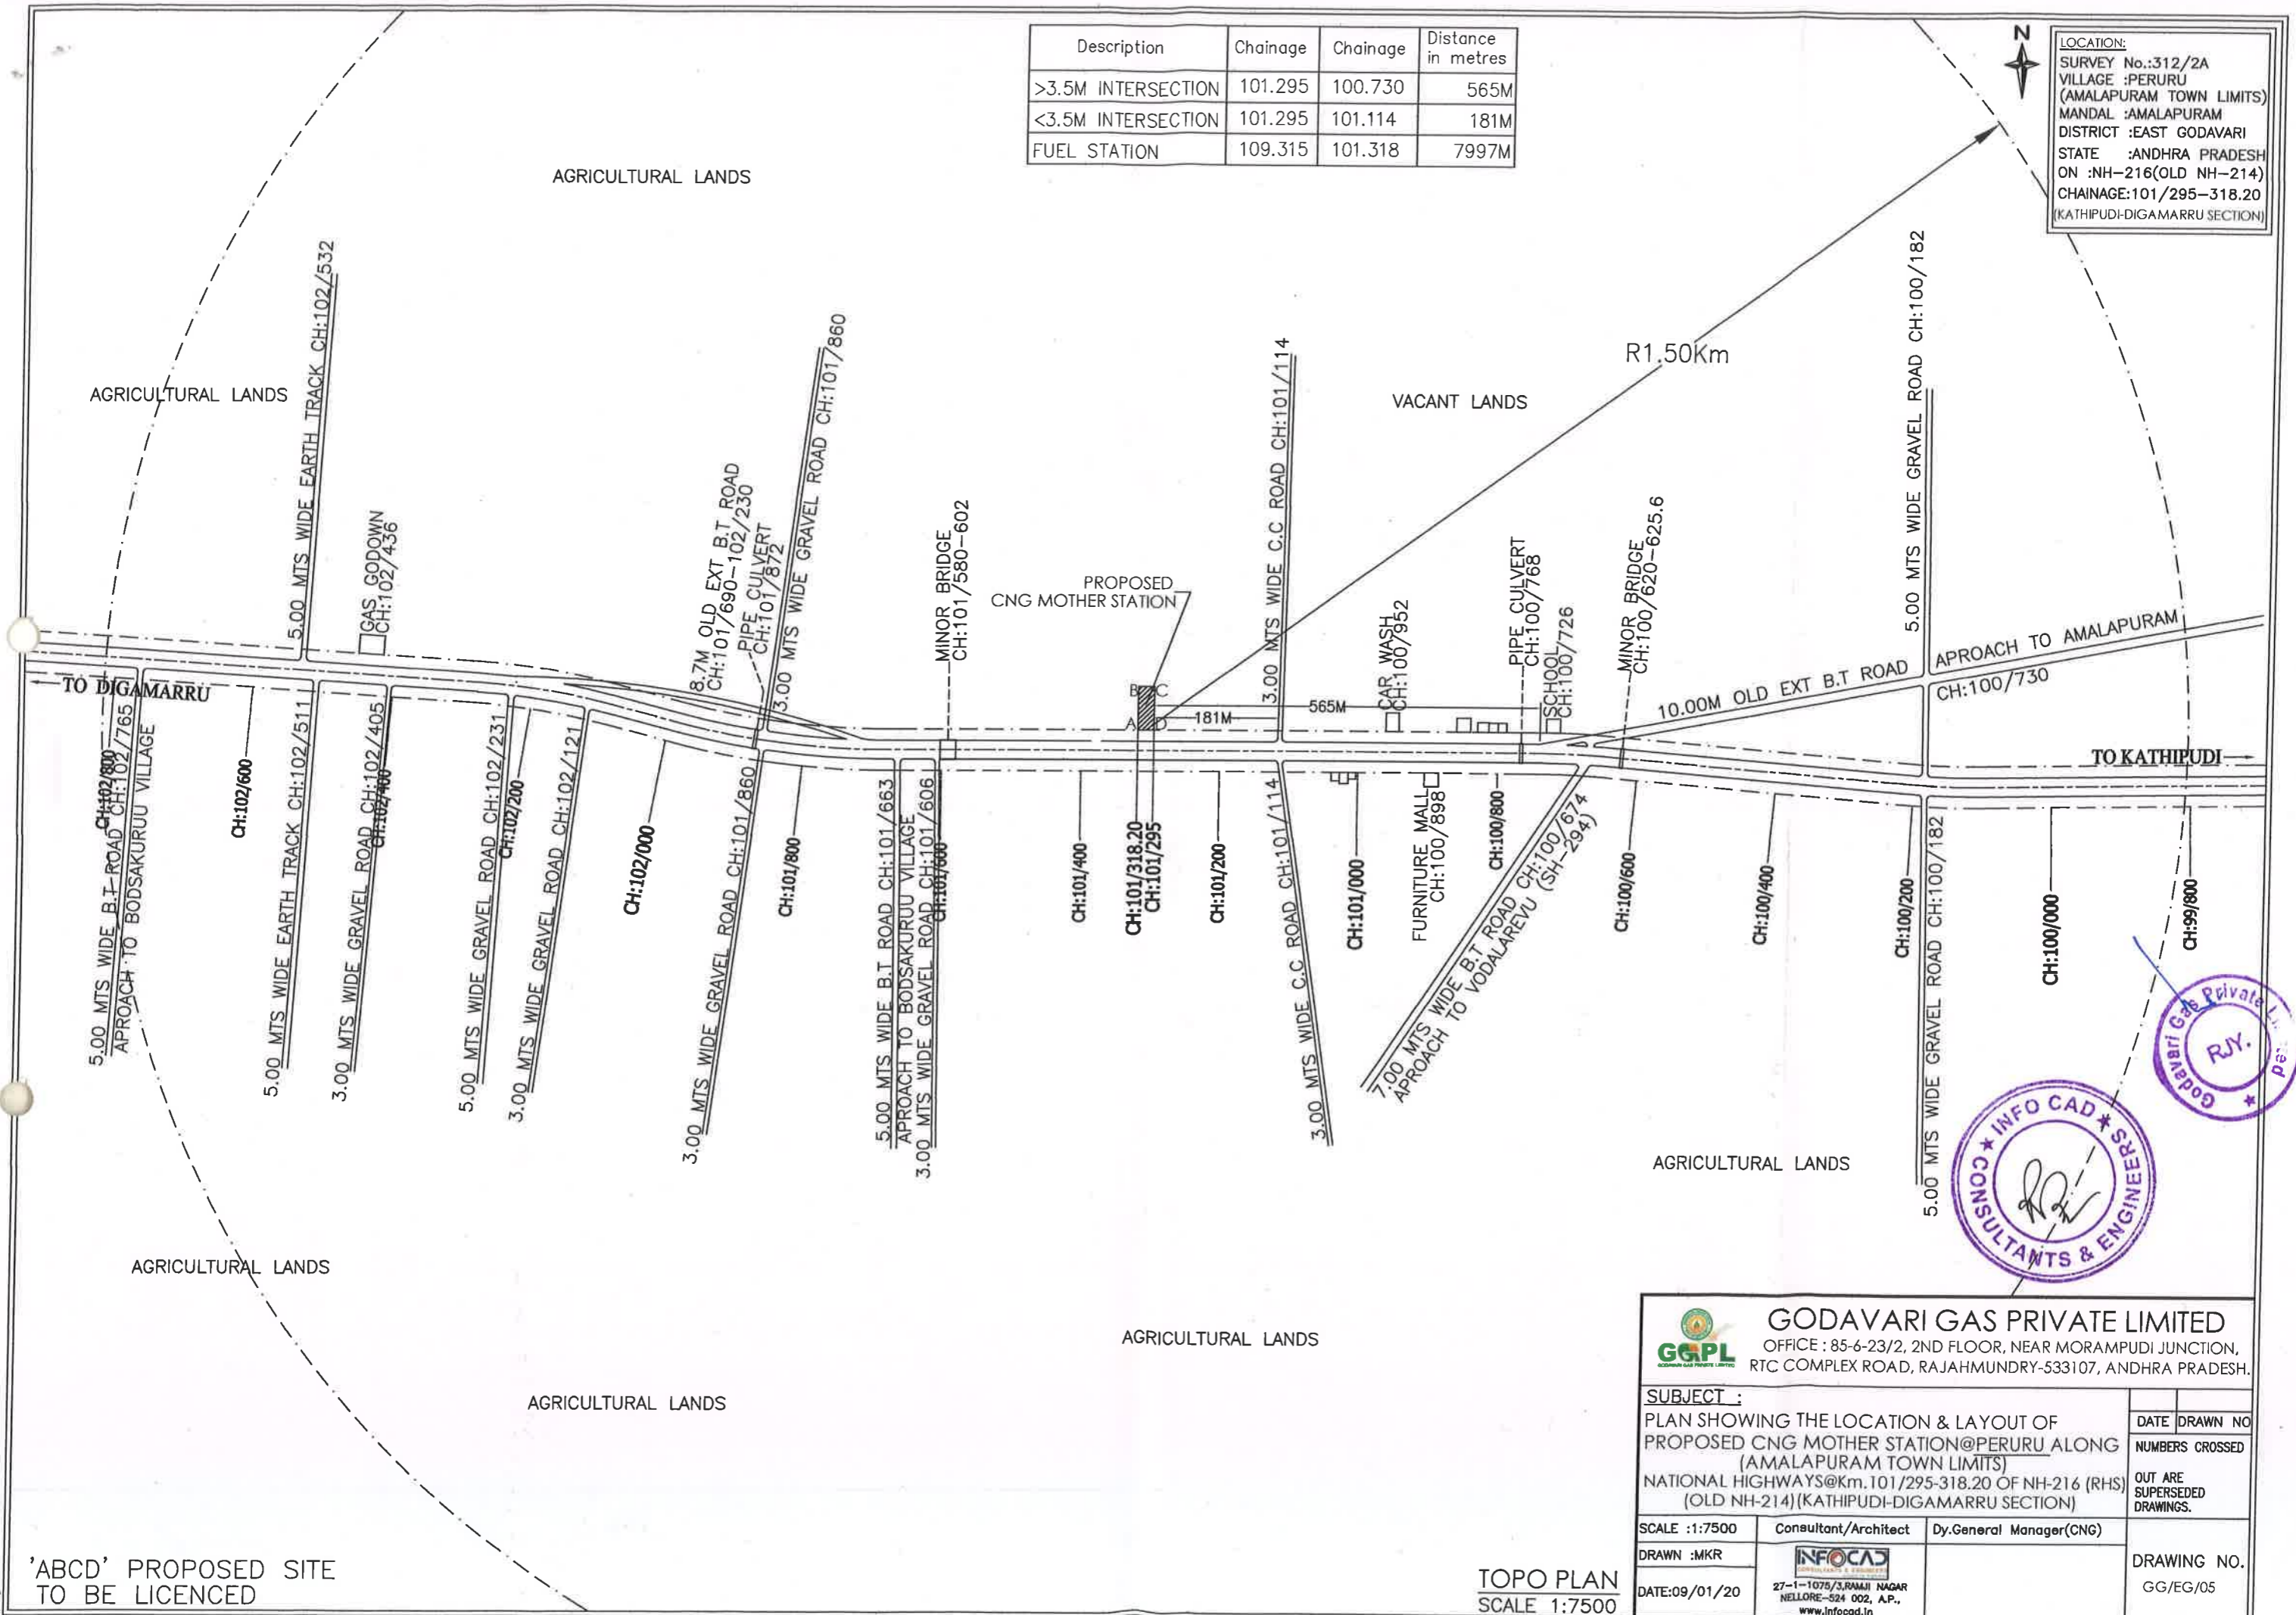 Description Chainage Chainage Distance in metres
>3.5M INTERSECTION 101.295 100.730 565M
<3.5M INTERSECTION 101.295 101.114 181M
FUEL STATION 109.315 101.318 7997M
N
LOCATION:
SURVEY No.:312/2A
VILLAGE :PERURU
(AMALAPURAM TOWN LIMITS)
MANDAL :AMALAPURAM
DISTRICT :EAST GODAVARI
STATE :ANDHRA PRADESH
ON :NH-216(OLD NH-214)
CHAINAGE:101/295-318.20
(KATHIPUDI-DIGAMARRU SECTION)
AGRICULTURAL LANDS
AGRICULTURAL LANDS
VACANT LANDS
R1.50Km
5.00 MTS WIDE EARTH TRACK CH:102/532
GAS GODOWN
CH:102/436
8.7M OLD EXT B.T ROAD
CH:101/690-102/230
PIPE CULVERT
CH:101/872
3.00 MTS WIDE GRAVEL ROAD CH:101/860
MINOR BRIDGE
CH:101/580-602
PROPOSED
CNG MOTHER STATION
B C
A D
181M
565M
3.00 MTS WIDE C.C ROAD CH:101/114
CAR WASH
CH:100/952
PIPE CULVERT
CH:100/768
SCHOOL
CH:100/726
MINOR BRIDGE
CH:100/620-625.6
10.00M OLD EXT B.T ROAD
APROACH TO AMALAPURAM
CH:100/730
5.00 MTS WIDE GRAVEL ROAD CH:100/182
TO DIGAMARRU
TO KATHIPUDI
CH:102/800
5.00 MTS WIDE B.T ROAD CH:102/765
APROACH TO BODSAKURUU VILLAGE
CH:102/600
5.00 MTS WIDE EARTH TRACK CH:102/511
3.00 MTS WIDE GRAVEL ROAD CH:102/405
CH:102/400
5.00 MTS WIDE GRAVEL ROAD CH:102/231
CH:102/200
3.00 MTS WIDE GRAVEL ROAD CH:102/121
CH:102/000
3.00 MTS WIDE GRAVEL ROAD CH:101/860
CH:101/800
5.00 MTS WIDE B.T ROAD CH:101/663
APROACH TO BODSAKURUU VILLAGE
3.00 MTS WIDE GRAVEL ROAD CH:101/606
CH:101/600
CH:101/400
CH:101/318.20
CH:101/295
CH:101/200
3.00 MTS WIDE C.C ROAD CH:101/114
CH:101/000
FURNITURE MALL
CH:100/898
CH:100/800
7.00 MTS WIDE B.T ROAD CH:100/674
APROACH TO VODALAREVU (SH-294)
CH:100/600
CH:100/400
CH:100/200
5.00 MTS WIDE GRAVEL ROAD CH:100/182
CH:100/000
CH:99/800
AGRICULTURAL LANDS
AGRICULTURAL LANDS
AGRICULTURAL LANDS
AGRICULTURAL LANDS
Godavari Gas Private
RJY.
INFO CAD
CONSULTANTS & ENGINEERS
GGPL
GODAVARI GAS PRIVATE LIMITED
GODAVARI GAS PRIVATE LIMITED
OFFICE : 85-6-23/2, 2ND FLOOR, NEAR MORAMPUDI JUNCTION,
RTC COMPLEX ROAD, RAJAHMUNDRY-533107, ANDHRA PRADESH.
SUBJECT :
PLAN SHOWING THE LOCATION & LAYOUT OF
PROPOSED CNG MOTHER STATION@PERURU ALONG
(AMALAPURAM TOWN LIMITS)
NATIONAL HIGHWAYS@Km.101/295-318.20 OF NH-216 (RHS)
(OLD NH-214)(KATHIPUDI-DIGAMARRU SECTION)
DATE DRAWN NO
NUMBERS CROSSED
OUT ARE
SUPERSEDED
DRAWINGS.
SCALE :1:7500 Consultant/Architect Dy.General Manager(CNG)
DRAWN :MKR
DATE:09/01/20
INFOCAD
CONSULTANTS & ENGINEERS
27-1-1075/3,RAMJI NAGAR
NELLORE-524 002, A.P.,
www.infocad.in
DRAWING NO.
GG/EG/05
'ABCD' PROPOSED SITE
TO BE LICENCED
TOPO PLAN
SCALE 1:7500